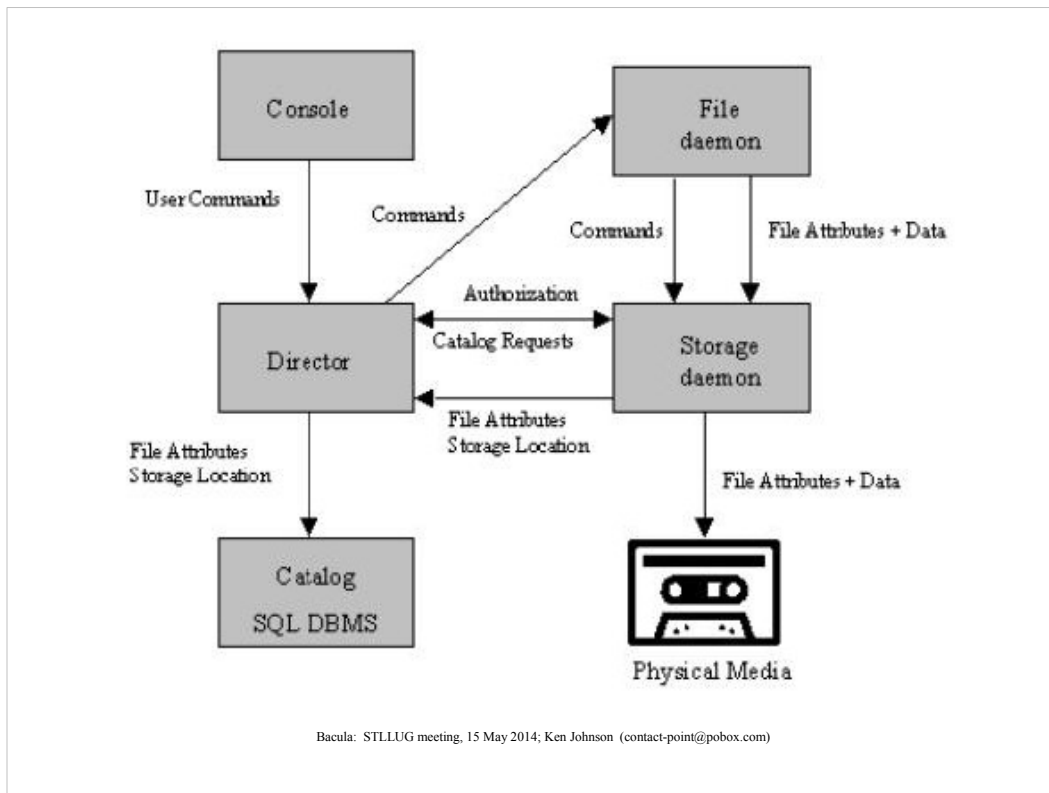 Console
File
daemon
User Commands
Commands
Commands
File Attributes + Data
Authorization
Catalog Requests
Director
Storage
daemon
File Attributes
Storage Location
File Attributes
Storage Location
File Attributes + Data
Catalog
SQL DBMS
Physical Media
Bacula: STLLUG meeting, 15 May 2014; Ken Johnson (contact-point@pobox.com)